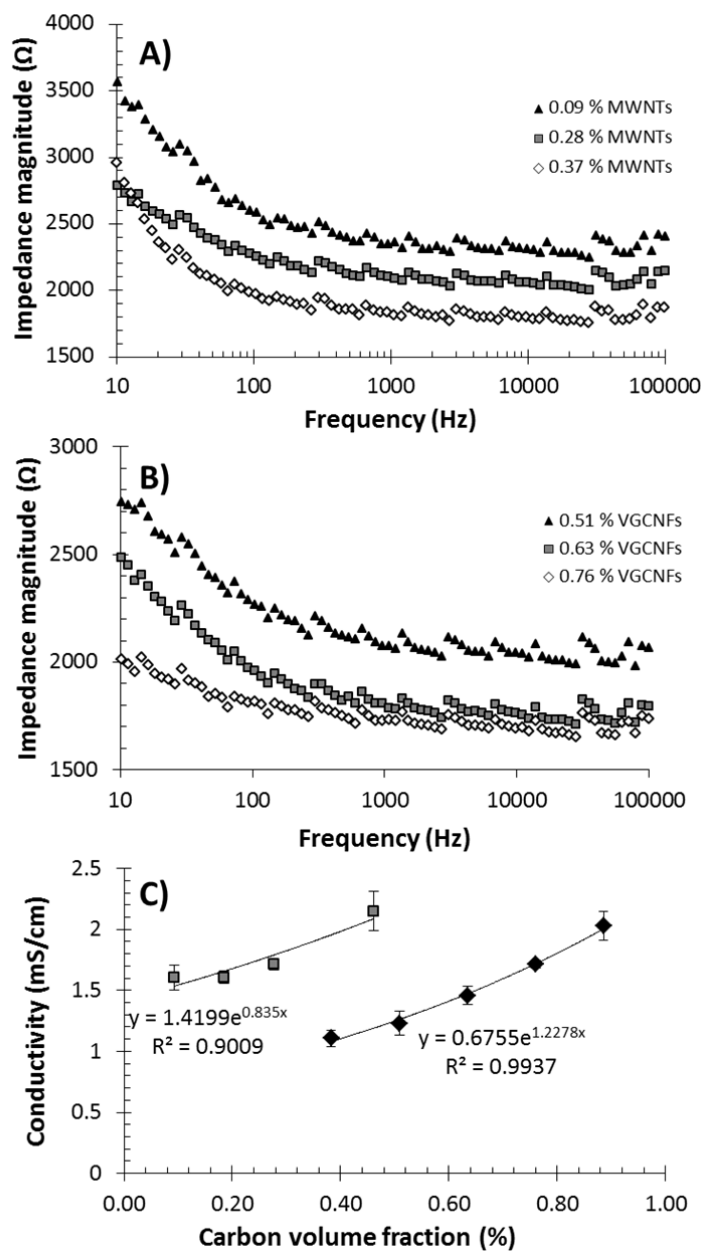 A)
Impedance magnitude (Ω)
4000
3500
3000
2500
2000
1500
▲ 0.09 % MWNTs
■ 0.28 % MWNTs
◇ 0.37 % MWNTs
10 100 1000 10000 100000
Frequency (Hz)
B)
Impedance magnitude (Ω)
3000
2500
2000
1500
▲ 0.51 % VGCNFs
■ 0.63 % VGCNFs
◇ 0.76 % VGCNFs
10 100 1000 10000 100000
Frequency (Hz)
C)
Conductivity (mS/cm)
2.5
2
1.5
1
0.5
0
y = 1.4199e^0.835x
R² = 0.9009
y = 0.6755e^1.2278x
R² = 0.9937
0.00 0.20 0.40 0.60 0.80 1.00
Carbon volume fraction (%)